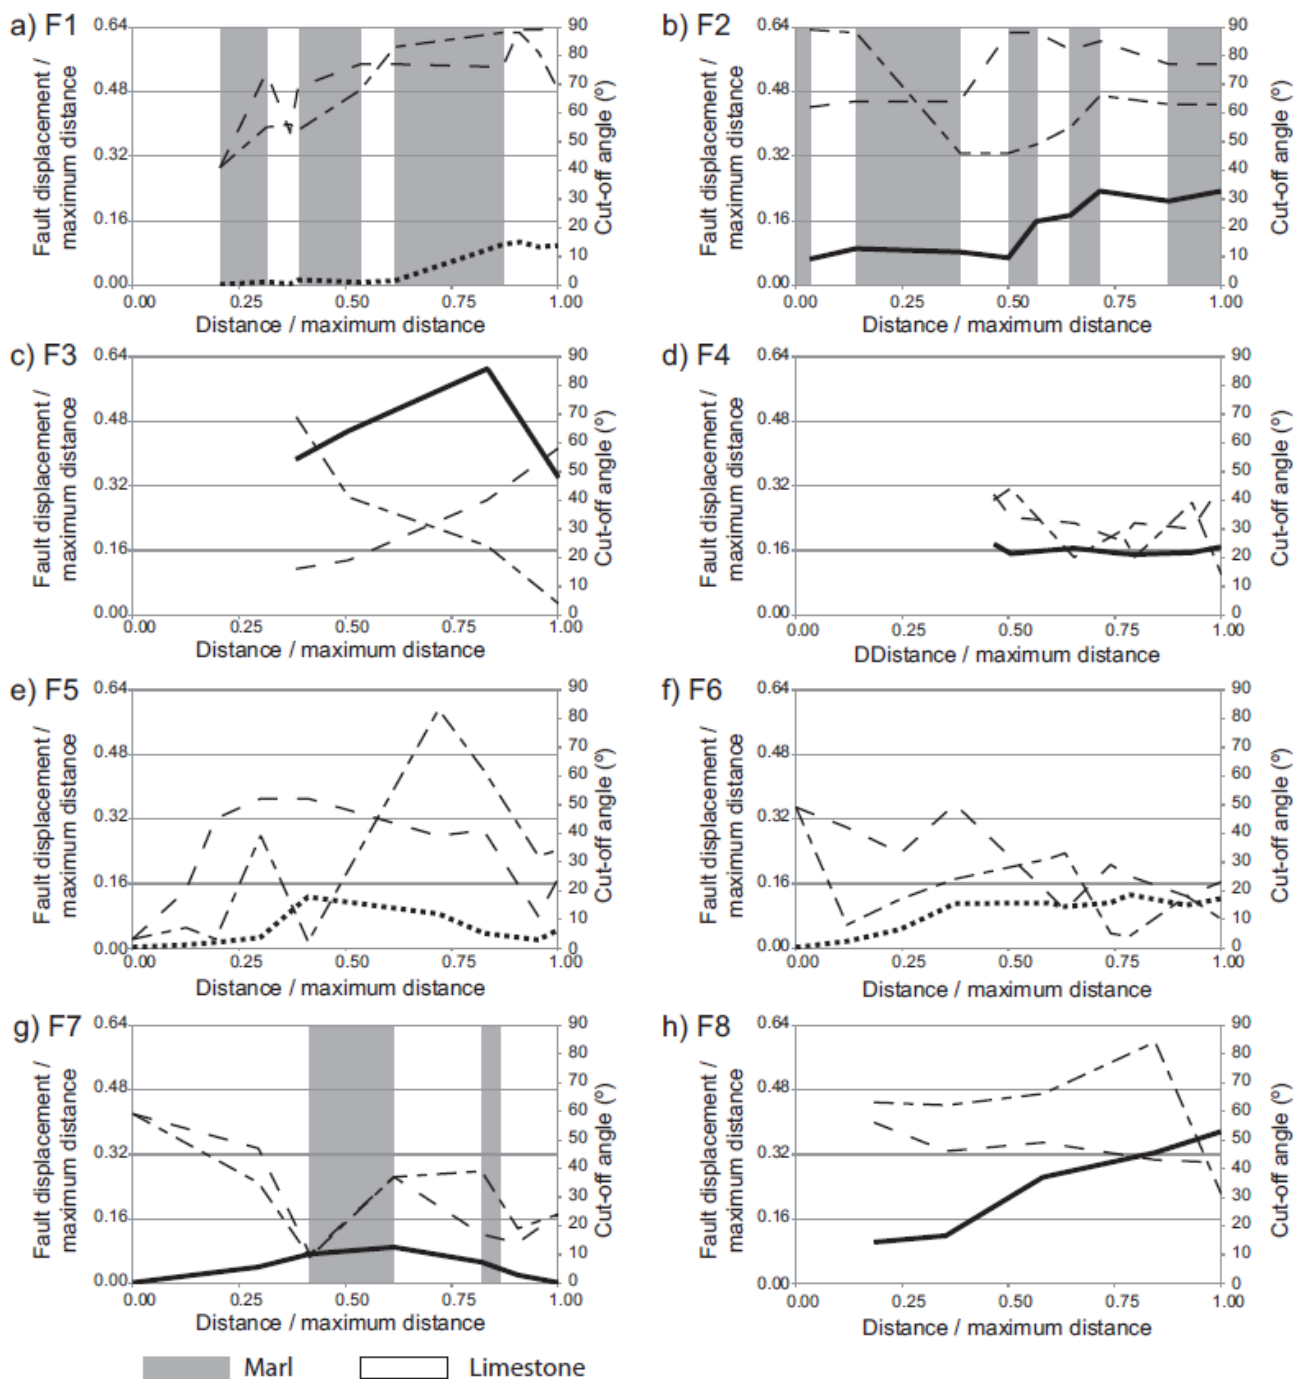 a) F1
Fault displacement /
maximum distance
0.64
0.48
0.32
0.16
0.00
90
80
70
60
50
40
30
20
10
0
Cut-off angle (º)
0.00 0.25 0.50 0.75 1.00
Distance / maximum distance
b) F2
Fault displacement /
maximum distance
0.64
0.48
0.32
0.16
0.00
90
80
70
60
50
40
30
20
10
0
Cut-off angle (º)
0.00 0.25 0.50 0.75 1.00
Distance / maximum distance
c) F3
Fault displacement /
maximum distance
0.64
0.48
0.32
0.16
0.00
90
80
70
60
50
40
30
20
10
0
Cut-off angle (º)
0.00 0.25 0.50 0.75 1.00
Distance / maximum distance
d) F4
Fault displacement /
maximum distance
0.64
0.48
0.32
0.16
0.00
90
80
70
60
50
40
30
20
10
0
Cut-off angle (º)
0.00 0.25 0.50 0.75 1.00
DDistance / maximum distance
e) F5
Fault displacement /
maximum distance
0.64
0.48
0.32
0.16
0.00
90
80
70
60
50
40
30
20
10
0
Cut-off angle (º)
0.00 0.25 0.50 0.75 1.00
Distance / maximum distance
f) F6
Fault displacement /
maximum distance
0.64
0.48
0.32
0.16
0.00
90
80
70
60
50
40
30
20
10
0
Cut-off angle (º)
0.00 0.25 0.50 0.75 1.00
Distance / maximum distance
g) F7
Fault displacement /
maximum distance
0.64
0.48
0.32
0.16
0.00
90
80
70
60
50
40
30
20
10
0
Cut-off angle (º)
0.00 0.25 0.50 0.75 1.00
Distance / maximum distance
h) F8
Fault displacement /
maximum distance
0.64
0.48
0.32
0.16
0.00
90
80
70
60
50
40
30
20
10
0
Cut-off angle (º)
0.00 0.25 0.50 0.75 1.00
Distance / maximum distance
Marl Limestone